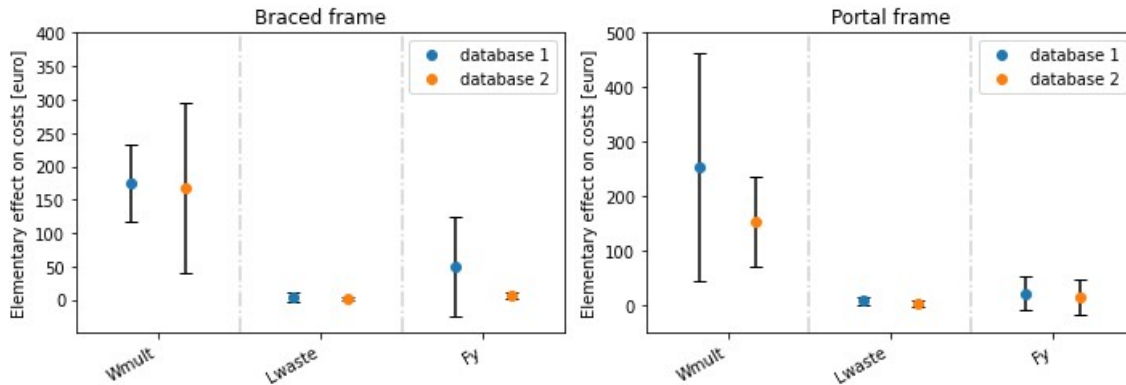 Braced frame
Elementary effect on costs [euro]
400
350
300
250
200
150
100
50
0
database 1
database 2
Wmult
Lwaste
Fy
Portal frame
Elementary effect on costs [euro]
500
400
300
200
100
0
database 1
database 2
Wmult
Lwaste
Fy